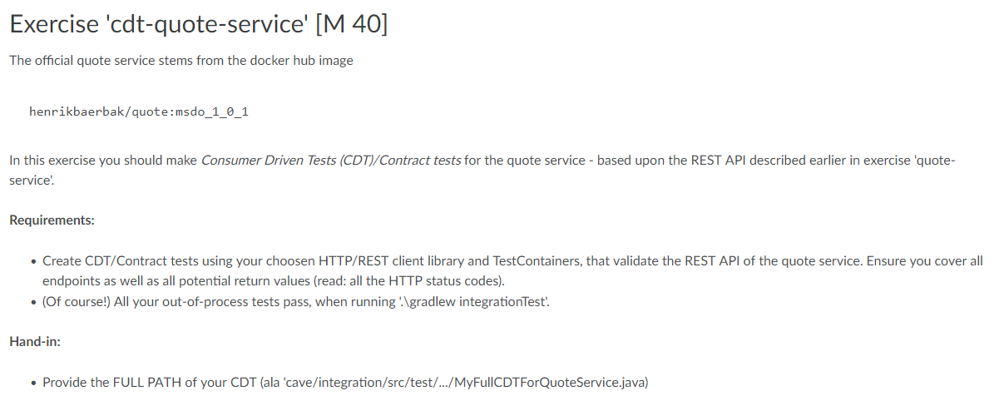 Exercise 'cdt-quote-service' [M 40]
The official quote service stems from the docker hub image
henrikbaerbak/quote:msdo_1_0_1
In this exercise you should make Consumer Driven Tests (CDT)/Contract tests for the quote service - based upon the REST API described earlier in exercise 'quote-
service'.
Requirements:
• Create CDT/Contract tests using your choosen HTTP/REST client library and TestContainers, that validate the REST API of the quote service. Ensure you cover all
endpoints as well as all potential return values (read: all the HTTP status codes).
• (Of course!) All your out-of-process tests pass, when running '.\gradlew integrationTest'.
Hand-in:
• Provide the FULL PATH of your CDT (ala 'cave/integration/src/test/.../MyFullCDTForQuoteService.java)